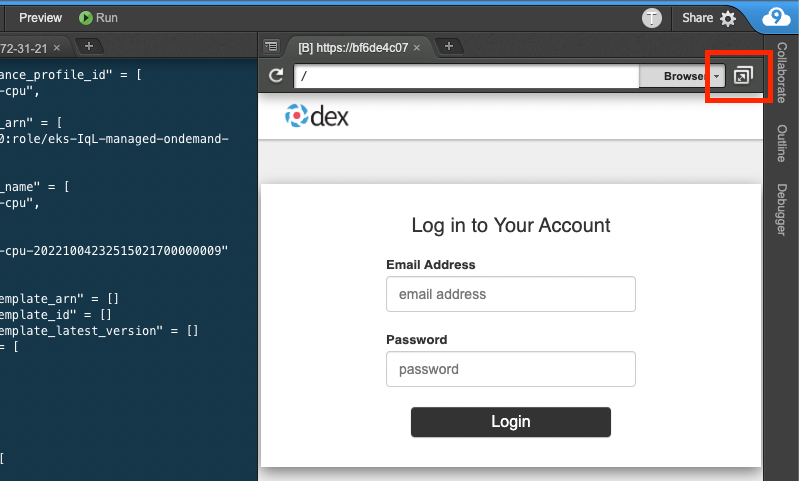 Preview Run T Share 9
72-31-21 ×
[B] https://bf6de4c07 ×
/ Browser
ance_profile_id" = [
-cpu",
_arn" = [
0:role/eks-IqL-managed-ondemand-
_name" = [
-cpu",
-cpu-20221004232515021700000009"
emplate_arn" = []
emplate_id" = []
emplate_latest_version" = []
= [
[
dex
Log in to Your Account
Email Address
email address
Password
password
Login
Collaborate
Outline
Debugger